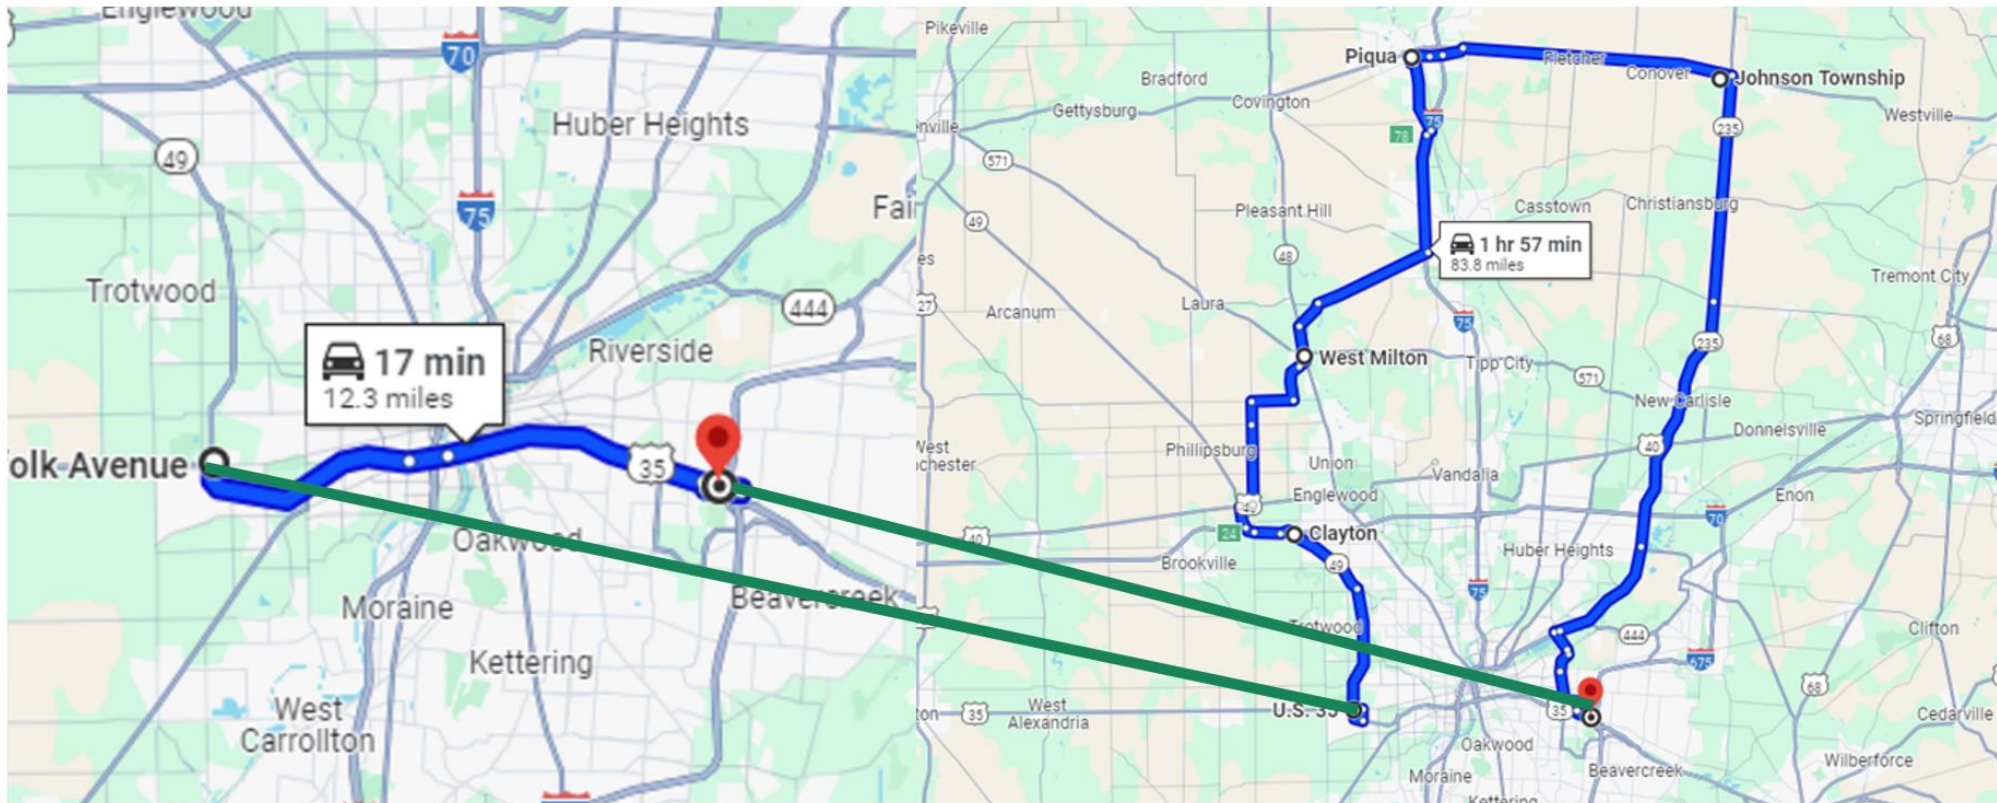 Englewood
70
Huber Heights
49
75
Trotwood
444
17 min
12.3 miles
Riverside
olk Avenue
35
Oakwood
Beavercreek
Moraine
Kettering
West
Carrollton
Pikeville
Piqua
Fletcher
Conover
Johnson Township
Bradford
Gettysburg
Covington
Westville
75
235
78
571
Pleasant Hill
Casstown
Christiansburg
49
48
1 hr 57 min
83.8 miles
Tremont City
27
Laura
Arcanum
75
68
235
West Milton
Tipp City
571
New Carlisle
Springfield
Donnelsville
40
West
Phillipsburg
Union
Vandalia
Englewood
Enon
40
70
24
Clayton
40
Huber Heights
Brookville
49
75
Trotwood
444
Clifton
675
68
U.S. 35
35
West
Alexandria
35
Cedarville
Oakwood
Wilberforce
Moraine
Beavercreek
Kettering